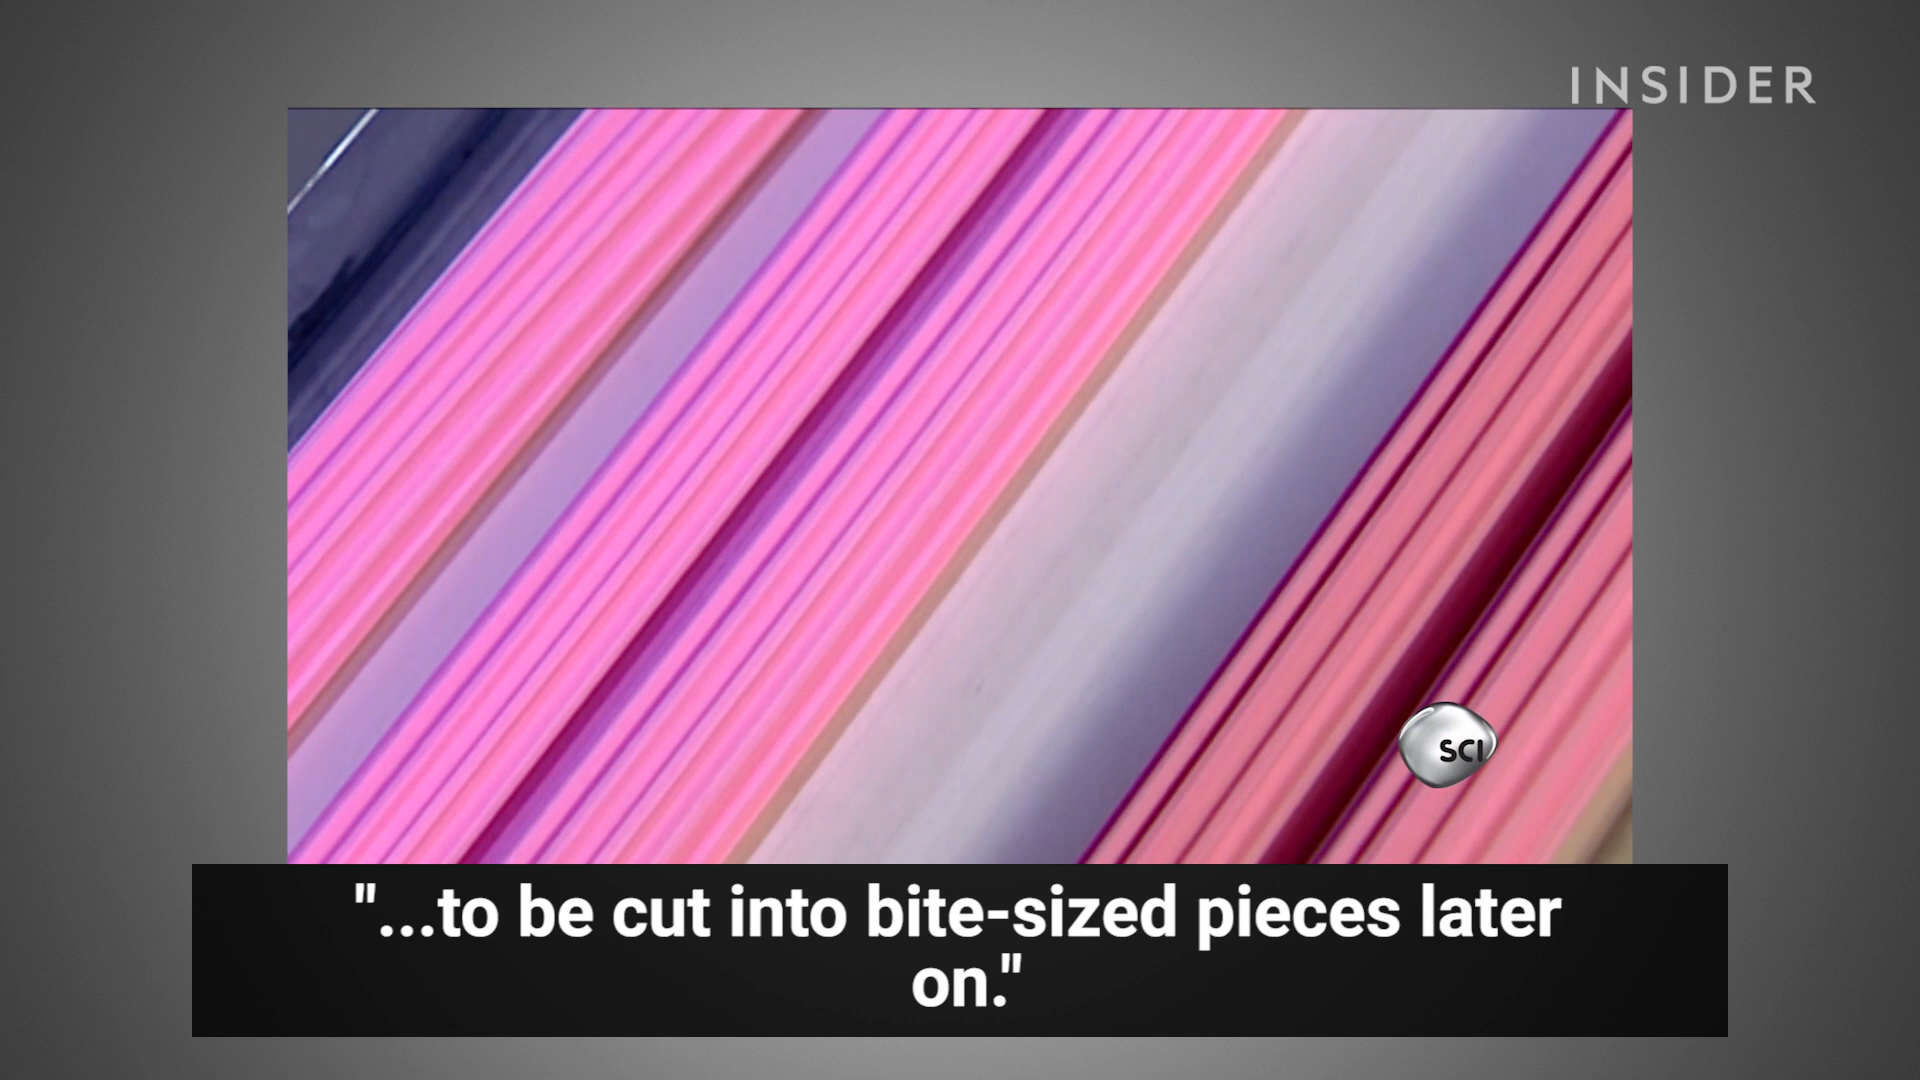 INSIDER
SCI
"...to be cut into bite-sized pieces later
on."